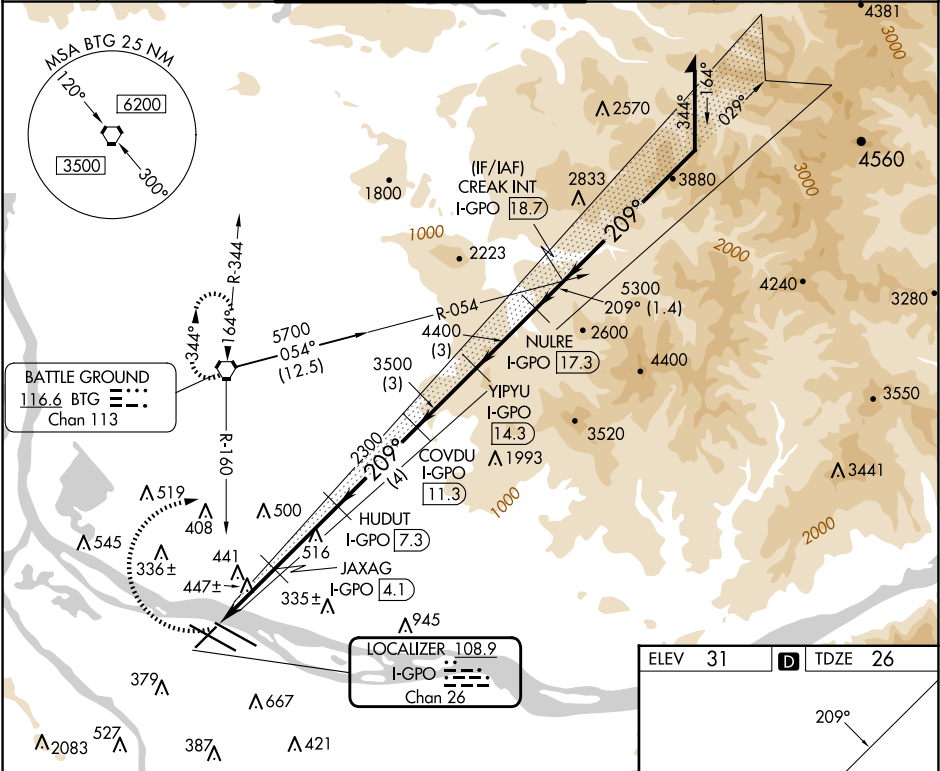 MSA BTG 25 NM
120°
6200
3500
300°
4381
3000
2570
344°
164°
029°
4560
3000
(IF/IAF)
CREAK INT
I-GPO 18.7
2833
3880
209°
1800
1000
2223
2000
4240
3280
R-344
R-054
5300
209° (1.4)
344°
164°
5700
054°
(12.5)
4400
(3)
2600
NULRE
I-GPO 17.3
4400
3500
(3)
YIPYU
I-GPO
14.3
3550
BATTLE GROUND
116.6 BTG
Chan 113
R-160
3520
2300
209°
(4)
COVDU
I-GPO
11.3
1993
3441
1000
2000
519
408
500
HUDUT
I-GPO 7.3
545
336±
441
516
447±
JAXAG
I-GPO 4.1
335±
945
LOCALIZER 108.9
I-GPO
Chan 26
379
667
2083
527
387
421
ELEV 31 D TDZE 26
209°